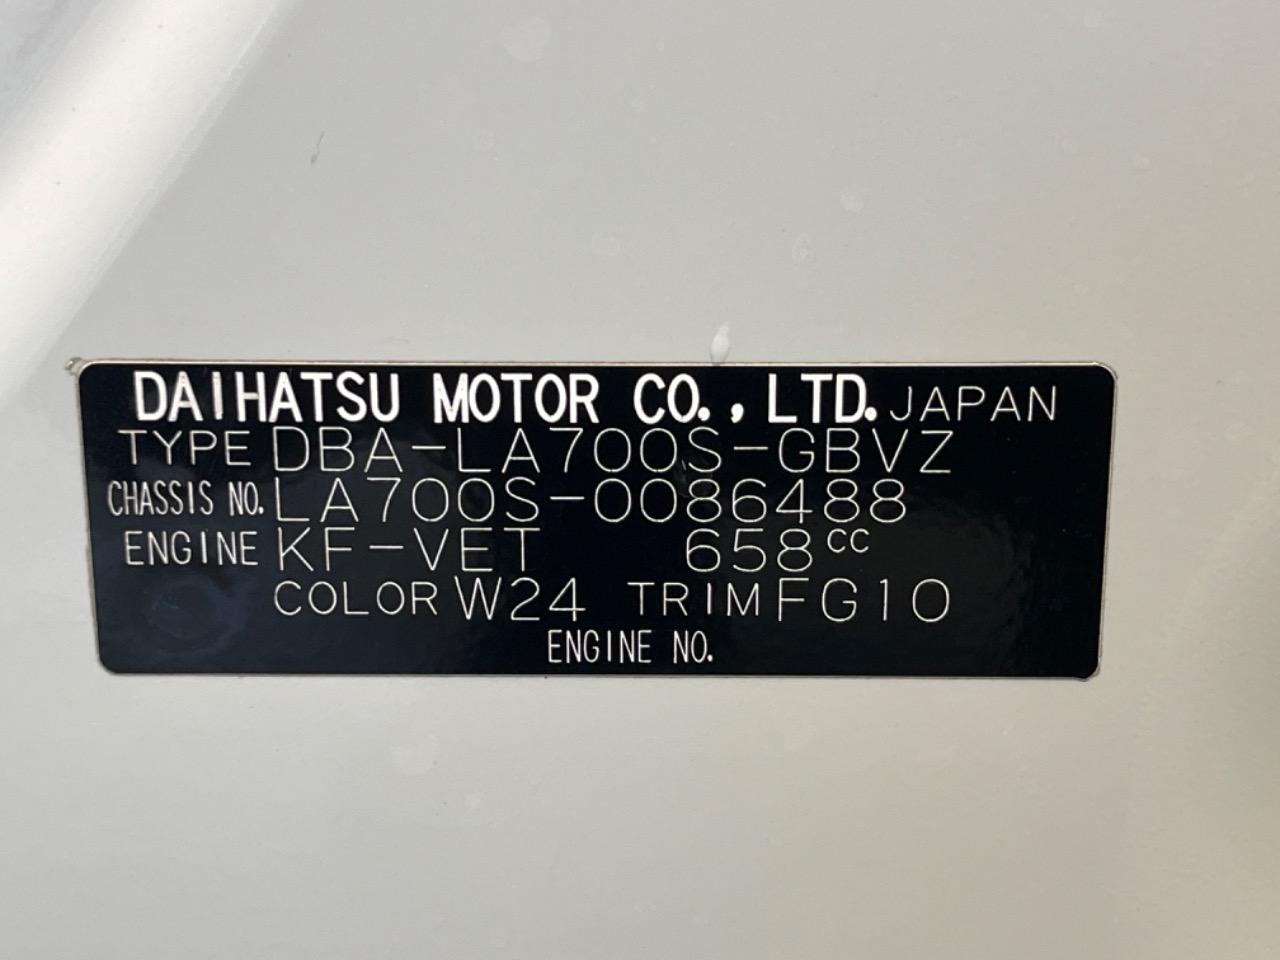 DAIHATSU MOTOR CO., LTD. JAPAN
TYPE DBA-LA700S-GBVZ
CHASSIS NO. LA700S-0086488
ENGINE KF-VET 658cc
COLOR W24 TRIM FG10
ENGINE NO.